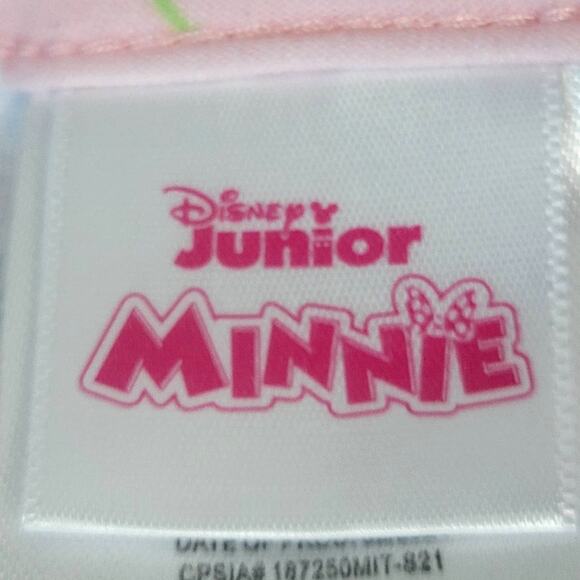 Disney
Junior
MINNIE
DATE OF
CPSIA# 187250MIT-821